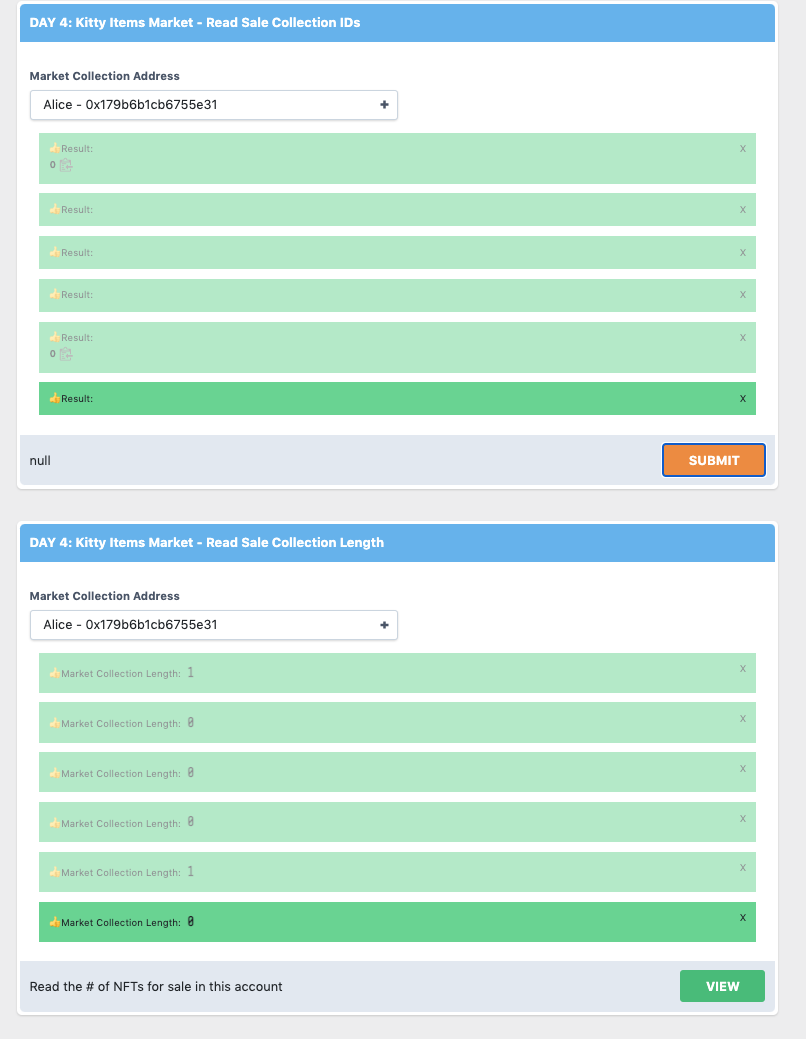 DAY 4: Kitty Items Market - Read Sale Collection IDs
Market Collection Address
Alice - 0x179b6b1cb6755e31 +
👍Result: X
0 📋
👍Result: X
👍Result: X
👍Result: X
👍Result: X
0 📋
👍Result: X
null SUBMIT
DAY 4: Kitty Items Market - Read Sale Collection Length
Market Collection Address
Alice - 0x179b6b1cb6755e31 +
👍Market Collection Length: 1 X
👍Market Collection Length: 0 X
👍Market Collection Length: 0 X
👍Market Collection Length: 0 X
👍Market Collection Length: 1 X
👍Market Collection Length: 0 X
Read the # of NFTs for sale in this account VIEW